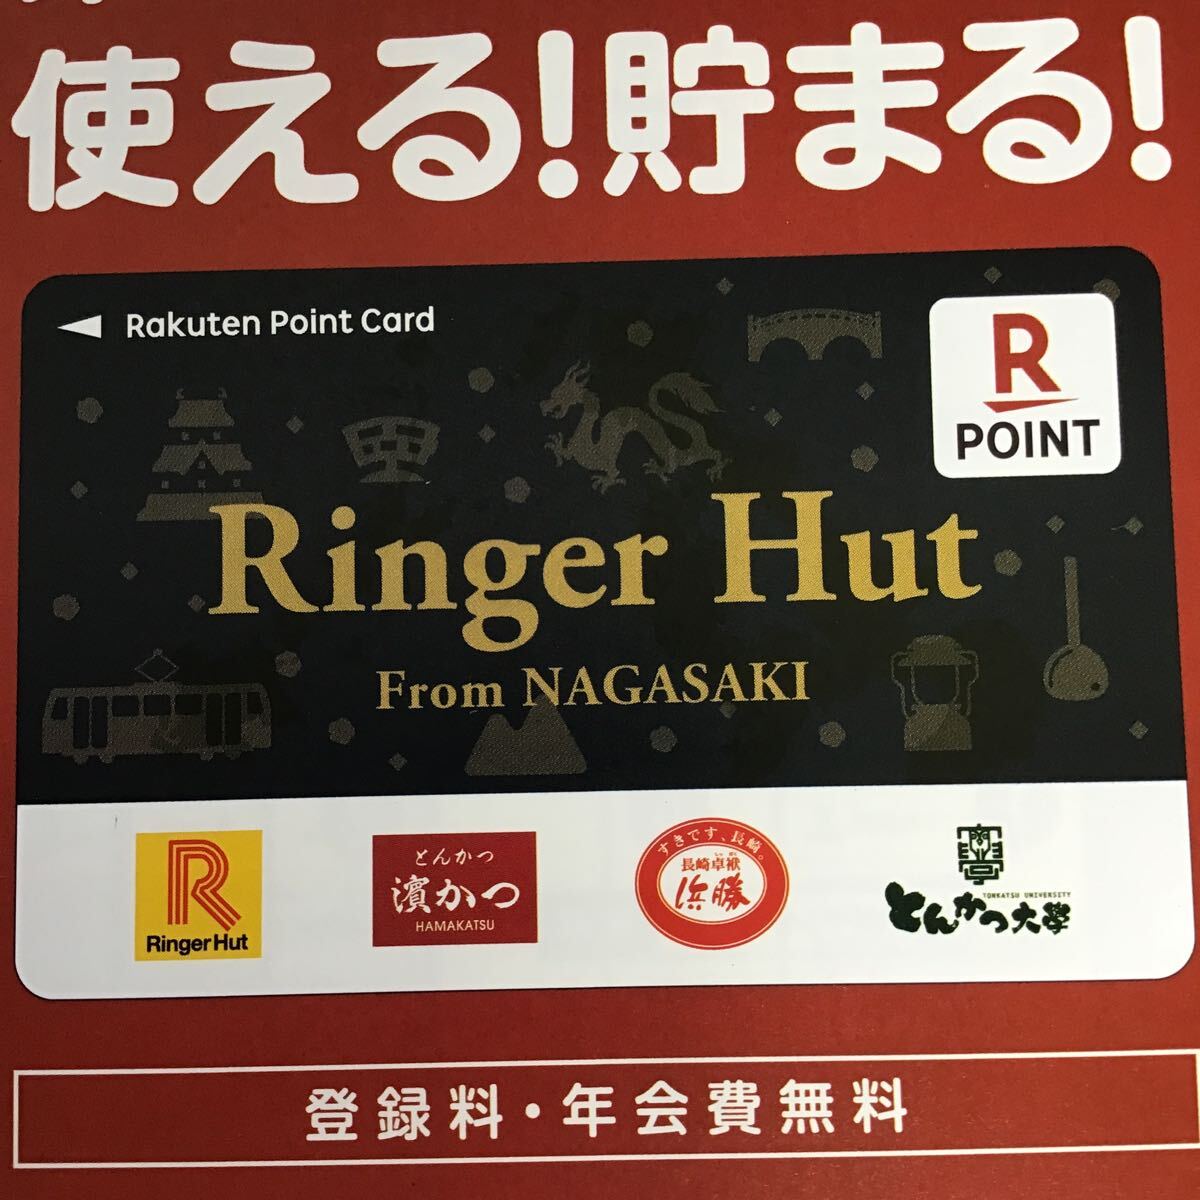 使える!貯まる!
Rakuten Point Card
R
POINT
Ringer Hut
From NAGASAKI
Ringer Hut
とんかつ
濵かつ
HAMAKATSU
すきです、長崎。
長崎卓袱
浜勝
TONKATSU UNIVERSITY
とんかつ大學
登録料・年会費無料